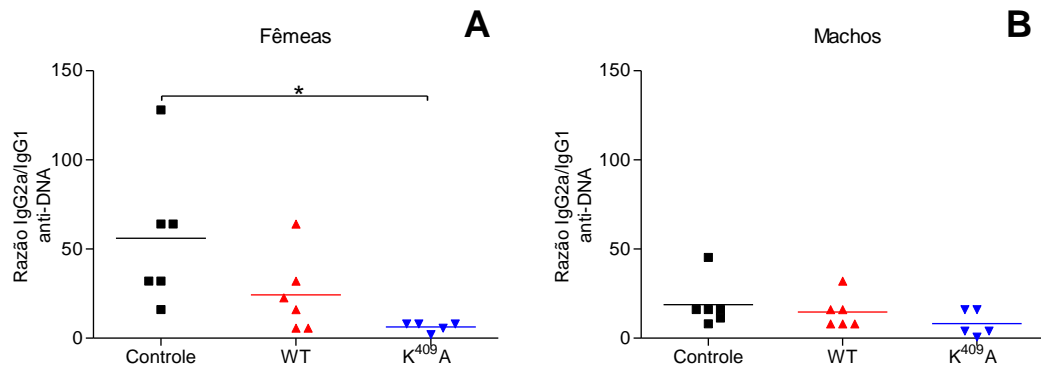 Fêmeas
A
150
100
50
0
Razão IgG2a/IgG1
anti-DNA
*
Controle
WT
K⁴⁰⁹A
Machos
B
150
100
50
0
Razão IgG2a/IgG1
anti-DNA
Controle
WT
K⁴⁰⁹A